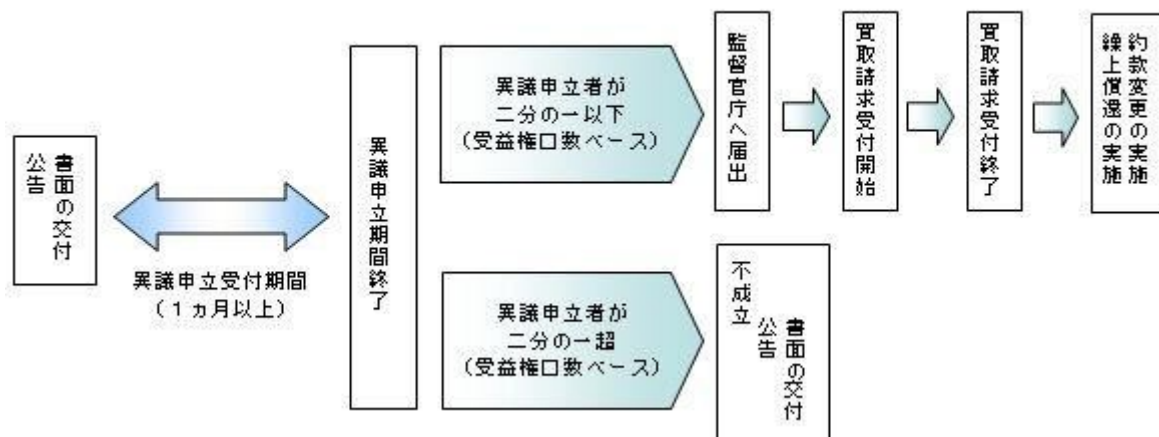 書面の交付
公告
異議申立受付期間
（１ヵ月以上）
異議申立期間終了
異議申立者が
二分の一以下
（受益権口数ベース）
監督官庁へ届出
買取請求受付開始
買取請求受付終了
約款変更の実施
繰上償還の実施
異議申立者が
二分の一超
（受益権口数ベース）
不成立
書面の交付
公告